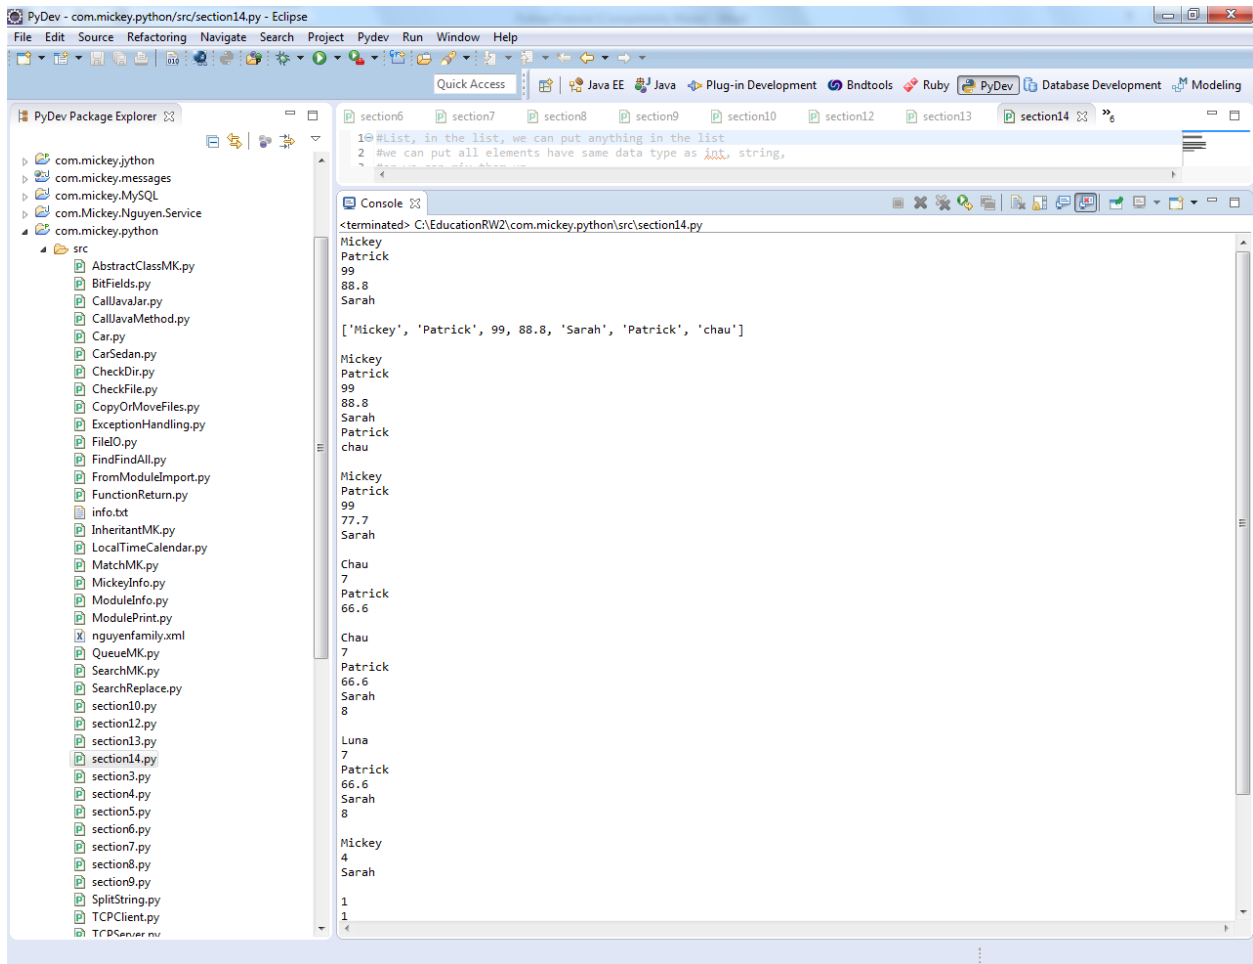 PyDev - com.mickey.python/src/section14.py - Eclipse
File Edit Source Refactoring Navigate Search Project Pydev Run Window Help
Quick Access Java EE Java Plug-in Development Bndtools Ruby PyDev Database Development Modeling
PyDev Package Explorer
com.mickey.jython
com.mickey.messages
com.mickey.MySQL
com.Mickey.Nguyen.Service
com.mickey.python
src
AbstractClassMK.py
BitFields.py
CallJavaJar.py
CallJavaMethod.py
Car.py
CarSedan.py
CheckDir.py
CheckFile.py
CopyOrMoveFiles.py
ExceptionHandling.py
FileIO.py
FindFindAll.py
FromModuleImport.py
FunctionReturn.py
info.txt
InheritantMK.py
LocalTimeCalendar.py
MatchMK.py
MickeyInfo.py
ModuleInfo.py
ModulePrint.py
nguyenfamily.xml
QueueMK.py
SearchMK.py
SearchReplace.py
section10.py
section12.py
section13.py
section14.py
section3.py
section4.py
section5.py
section6.py
section7.py
section8.py
section9.py
SplitString.py
TCPClient.py
TCPServer.py
section6 section7 section8 section9 section10 section12 section13 section14 »6
1 #List, in the list, we can put anything in the list
2 #we can put all elements have same data type as int, string,
Console
<terminated> C:\EducationRW2\com.mickey.python\src\section14.py
Mickey
Patrick
99
88.8
Sarah
['Mickey', 'Patrick', 99, 88.8, 'Sarah', 'Patrick', 'chau']
Mickey
Patrick
99
88.8
Sarah
Patrick
chau
Mickey
Patrick
99
77.7
Sarah
Chau
7
Patrick
66.6
Chau
7
Patrick
66.6
Sarah
8
Luna
7
Patrick
66.6
Sarah
8
Mickey
4
Sarah
1
1